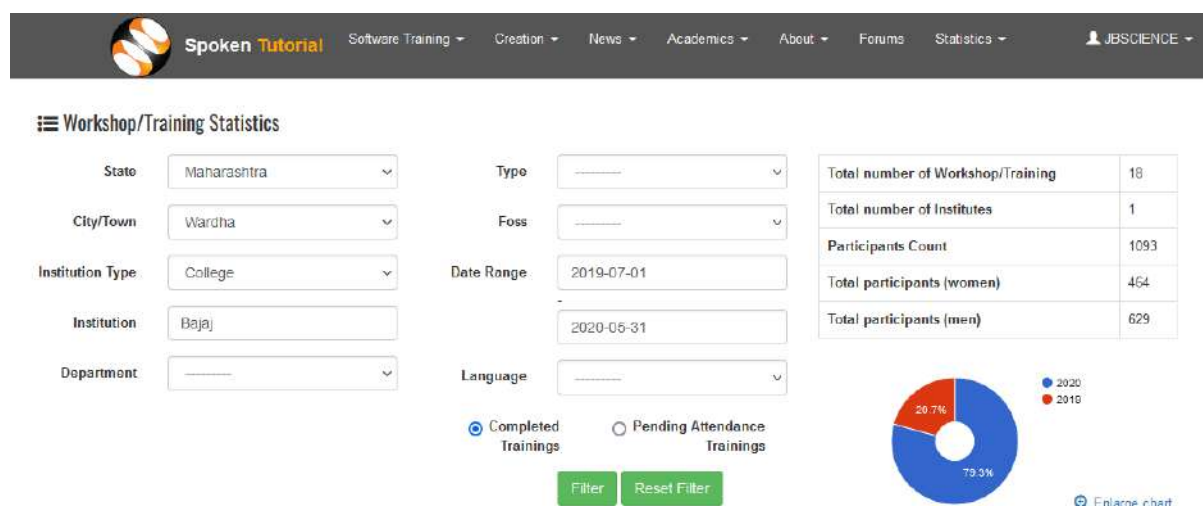 Spoken Tutorial Software Training Creation News Academics About Forums Statistics JBSCIENCE
Workshop/Training Statistics
State Maharashtra Type ---------- Total number of Workshop/Training 18
City/Town Wardha Foss ---------- Total number of Institutes 1
Institution Type College Date Range 2019-07-01 Participants Count 1093
-
Institution Bajaj 2020-05-31 Total participants (women) 464
Total participants (men) 629
Department ---------- Language ----------
2020
2019
20.7%
79.3%
Completed Trainings Pending Attendance Trainings
Filter Reset Filter
Enlarge chart